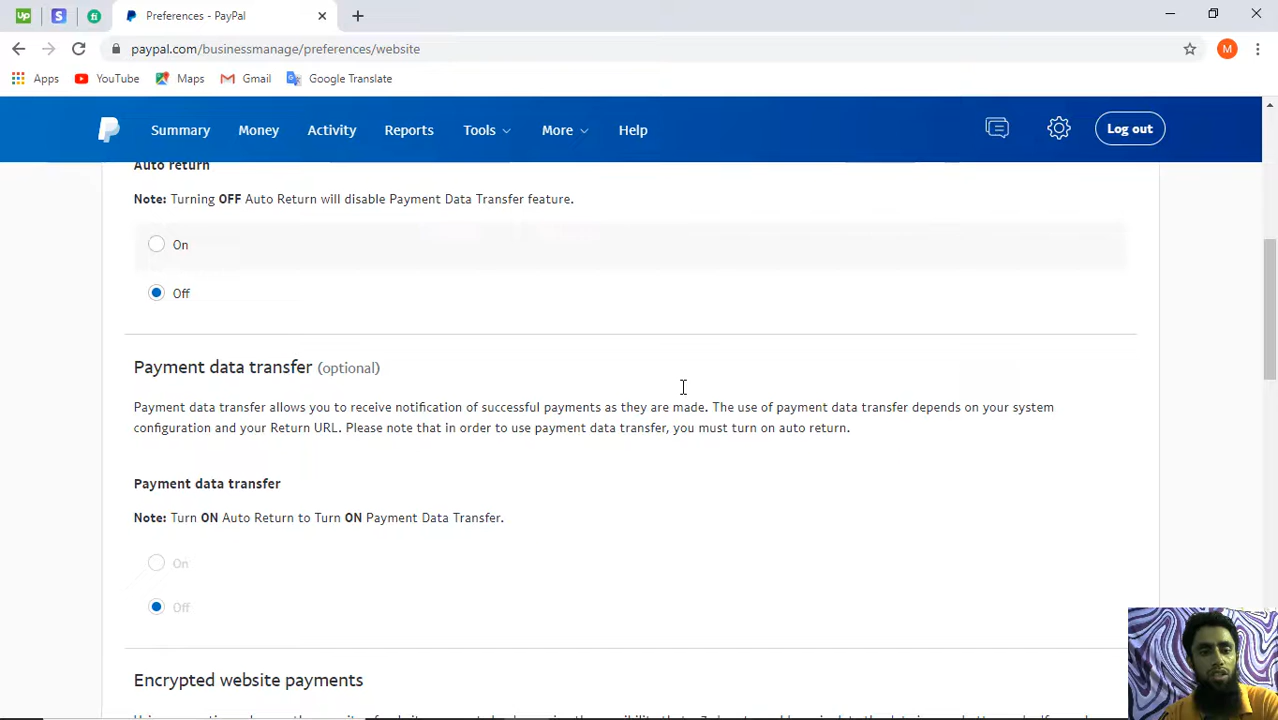 Up
S
fi
Preferences - PayPal
paypal.com/businessmanage/preferences/website
M
Apps
YouTube
Maps
Gmail
Google Translate
Summary
Money
Activity
Reports
Tools
More
Help
Log out
Auto return
Note: Turning OFF Auto Return will disable Payment Data Transfer feature.
On
Off
Payment data transfer (optional)
Payment data transfer allows you to receive notification of successful payments as they are made. The use of payment data transfer depends on your system
configuration and your Return URL. Please note that in order to use payment data transfer, you must turn on auto return.
Payment data transfer
Note: Turn ON Auto Return to Turn ON Payment Data Transfer.
On
Off
Encrypted website payments